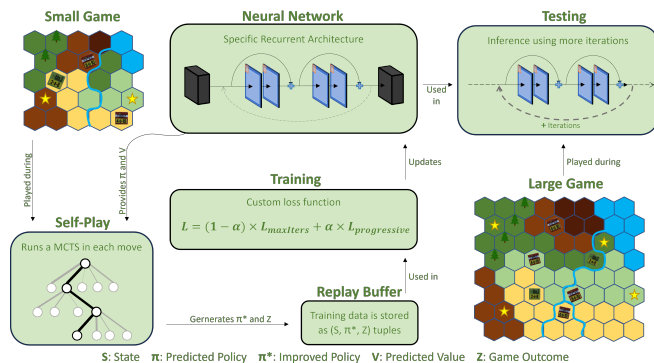 Small Game
Neural Network
Testing
Specific Recurrent Architecture
Inference using more iterations
Used
in
+ Iterations
Played during
Provides π and V
Updates
Played during
Training
Custom loss function
L = (1 − α) × L_maxIters + α × L_progressive
Large Game
Self-Play
Runs a MCTS in each move
Used in
Replay Buffer
Gernerates π* and Z
Training data is stored
as (S, π*, Z) tuples
S: State π: Predicted Policy π*: Improved Policy V: Predicted Value Z: Game Outcome